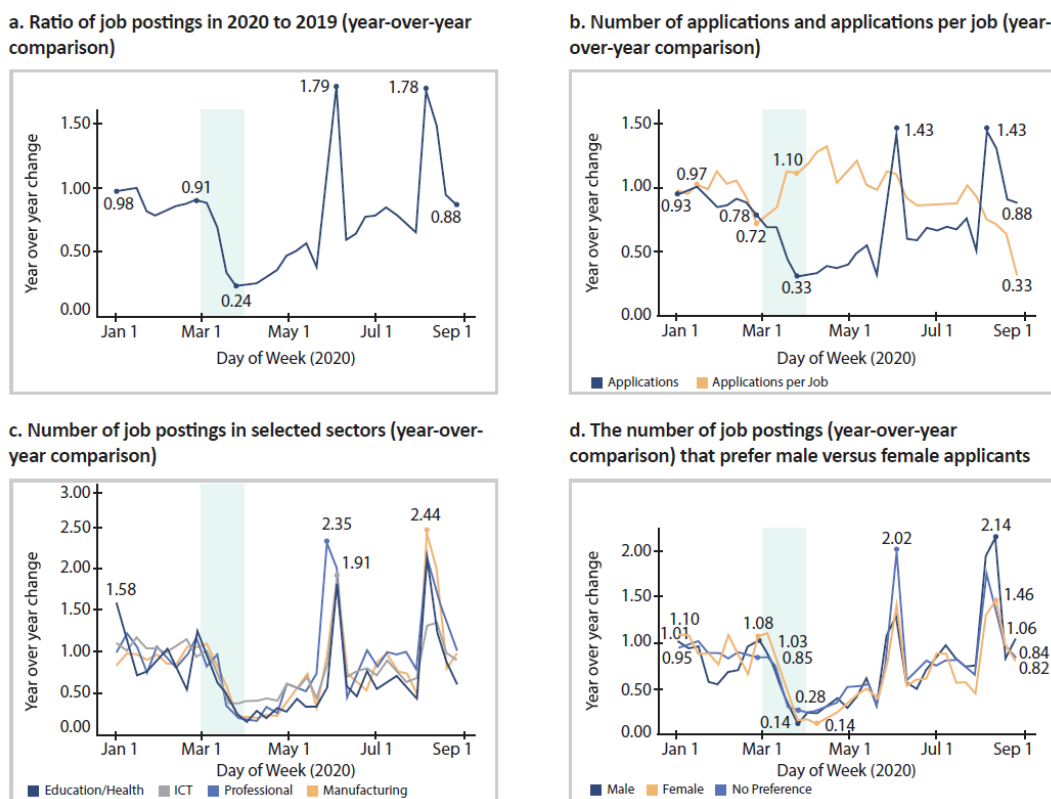 a. Ratio of job postings in 2020 to 2019 (year-over-year
comparison)
Year over year change
1.50
1.00
0.50
0.00
0.98
0.91
0.24
1.79
1.78
0.88
Jan 1 Mar 1 May 1 Jul 1 Sep 1
Day of Week (2020)
b. Number of applications and applications per job (year-
over-year comparison)
Year over year change
1.50
1.00
0.50
0.00
0.97
0.93
0.78
0.72
1.10
0.33
1.43
1.43
0.88
0.33
Jan 1 Mar 1 May 1 Jul 1 Sep 1
Day of Week (2020)
Applications Applications per Job
c. Number of job postings in selected sectors (year-over-
year comparison)
Year over year change
3.00
2.50
2.00
1.50
1.00
0.50
0.00
1.58
2.35
1.91
2.44
Jan 1 Mar 1 May 1 Jul 1 Sep 1
Day of Week (2020)
Education/Health ICT Professional Manufacturing
d. The number of job postings (year-over-year
comparison) that prefer male versus female applicants
Year over year change
2.00
1.50
1.00
0.50
0.00
1.10
1.01
0.95
1.08
1.03
0.85
0.28
0.14
0.14
2.02
2.14
1.46
1.06
0.84
0.82
Jan 1 Mar 1 May 1 Jul 1 Sep 1
Day of Week (2020)
Male Female No Preference